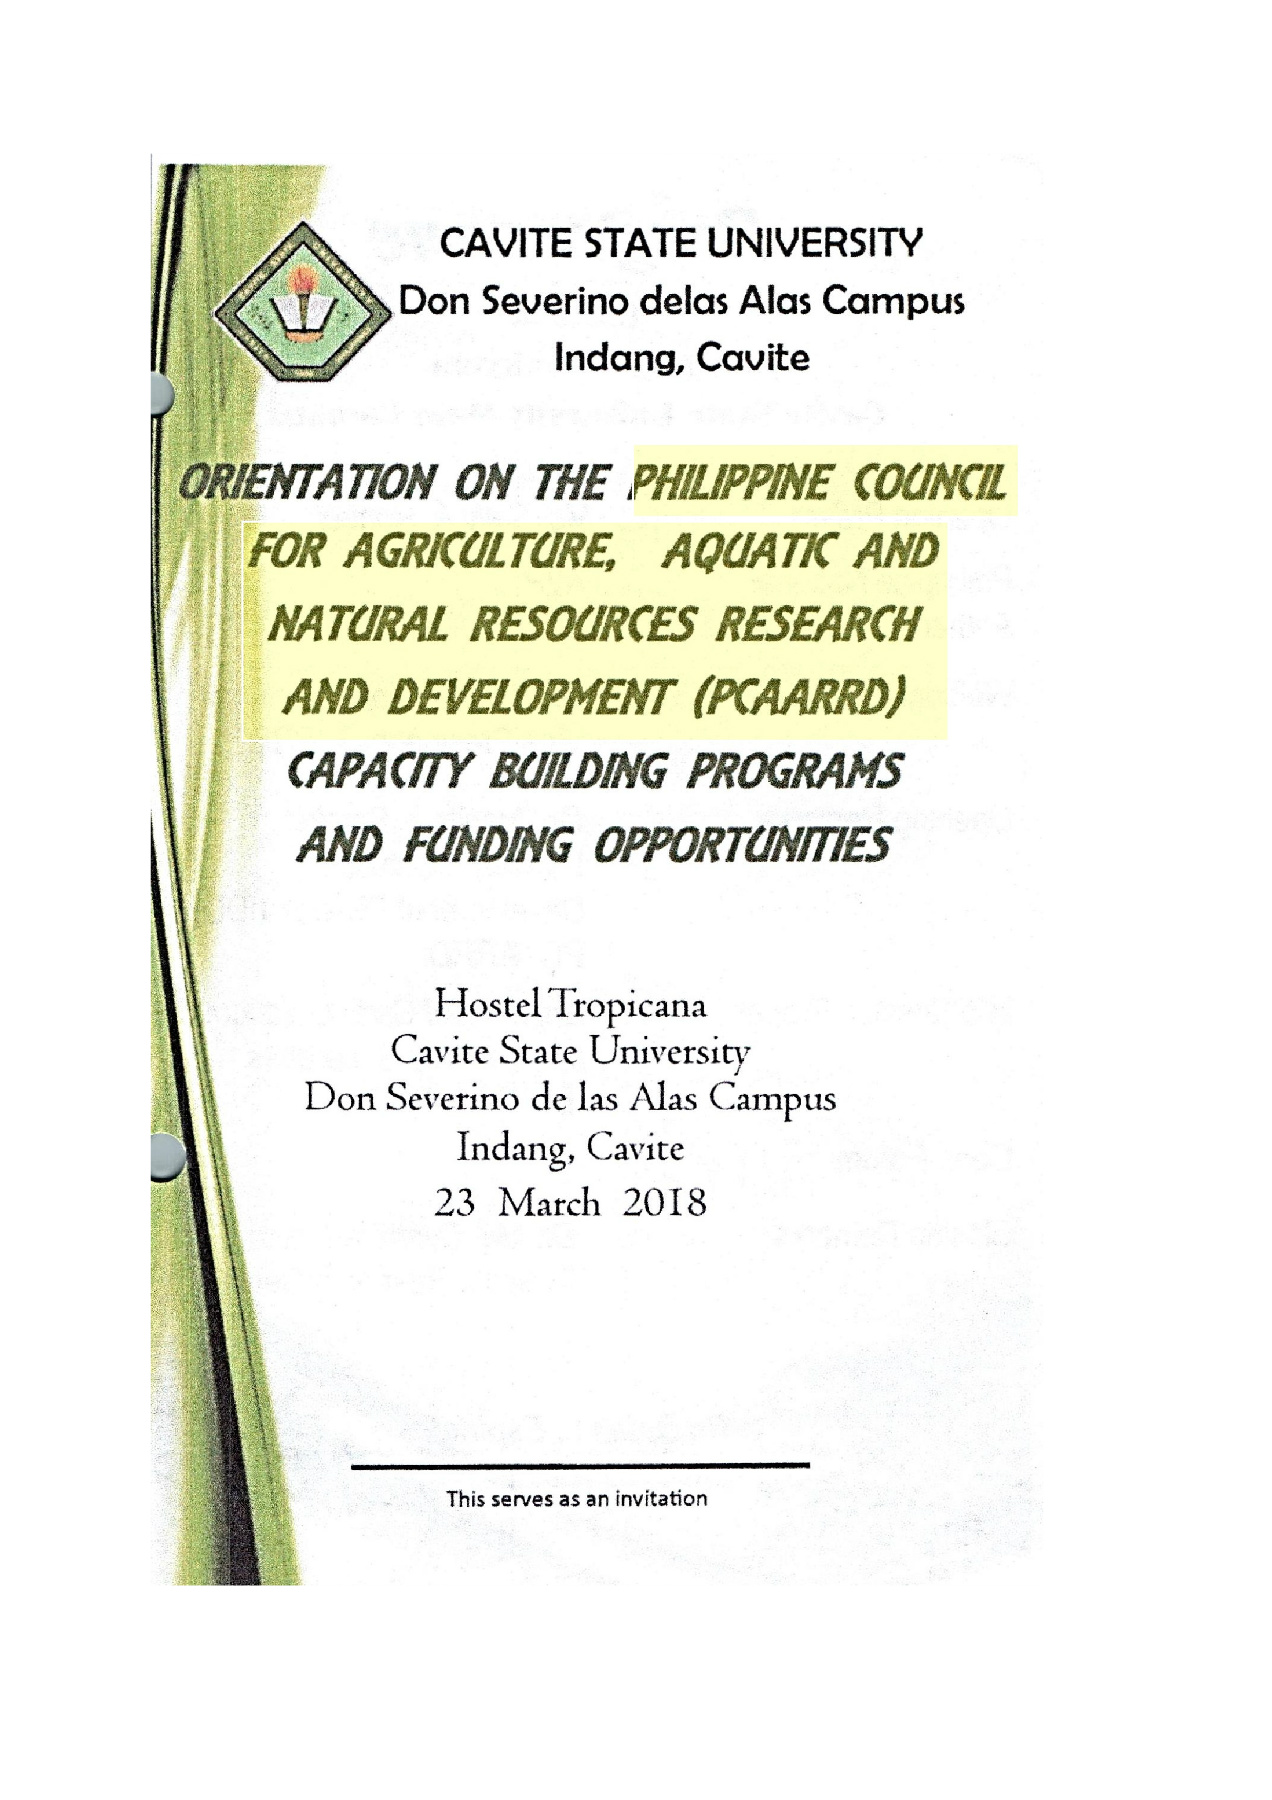 CAVITE STATE UNIVERSITY
Don Severino delas Alas Campus
Indang, Cavite
ORIENTATION ON THE PHILIPPINE COUNCIL
FOR AGRICULTURE, AQUATIC AND
NATURAL RESOURCES RESEARCH
AND DEVELOPMENT (PCAARRD)
CAPACITY BUILDING PROGRAMS
AND FUNDING OPPORTUNITIES
Hostel Tropicana
Cavite State University
Don Severino de las Alas Campus
Indang, Cavite
23 March 2018
This serves as an invitation